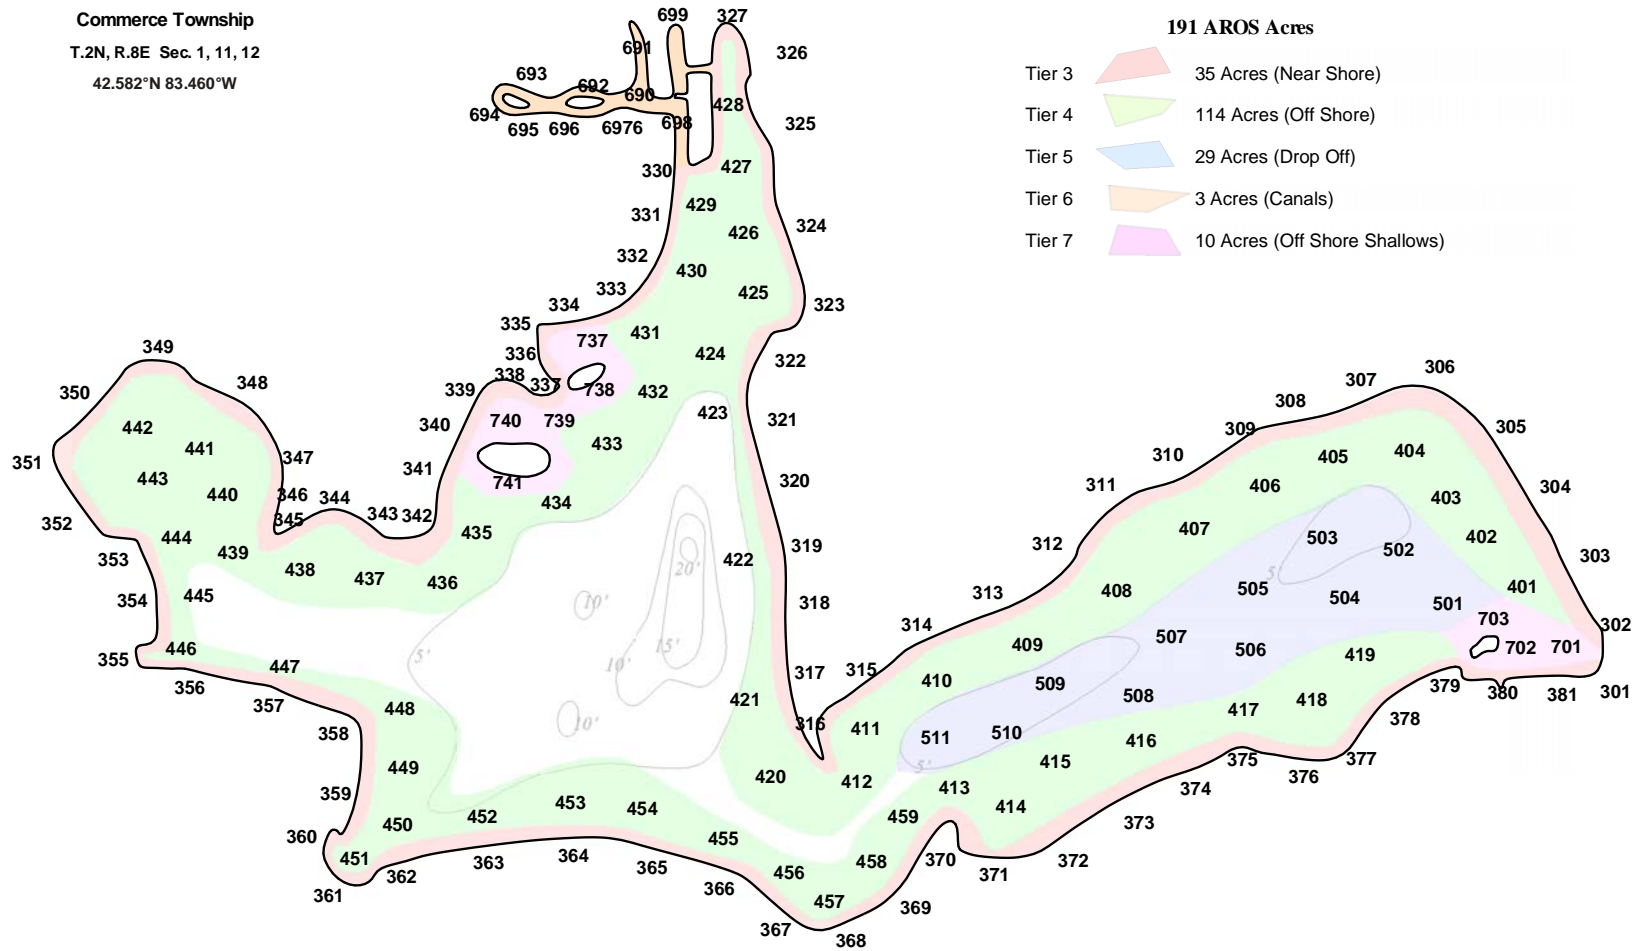 Commerce Township
T.2N, R.8E Sec. 1, 11, 12
42.582°N 83.460°W
191 AROS Acres
Tier 3 35 Acres (Near Shore)
Tier 4 114 Acres (Off Shore)
Tier 5 29 Acres (Drop Off)
Tier 6 3 Acres (Canals)
Tier 7 10 Acres (Off Shore Shallows)
699 327
691 326
693 692 690 428
694 695 696 6976 698 325
330 427
331 429 324
332 426
430
333 425
334 323
335 737 431
336 424 322
349 338 337 738 432
350 348 339 423
340 740 739 321
442 433
441 341
351 347
443 741 320
440 346 344 434
352 345 343 342 435
444 319
353 439 422
438 437 436 20'
354 445 10' 318
446 5' 15' 10'
355 447 317
356 357 448 421
358 10' 316
449 420
359 453 454
450 452 455
360 451 456
361 362 363 364 365 366 457
367 368
306
307 305
308
309 404
310 405
311 406 403 304
407 503 402
312 502 303
5'
408 505 504 401
313 501 703
314 409 507 506 702 701 302
315 410 509 419
379 380 381 301
411 508 418 378
511 510 417
5' 416 377
412 415 375 376
413 374
459 414 373
458 370 372
371
369